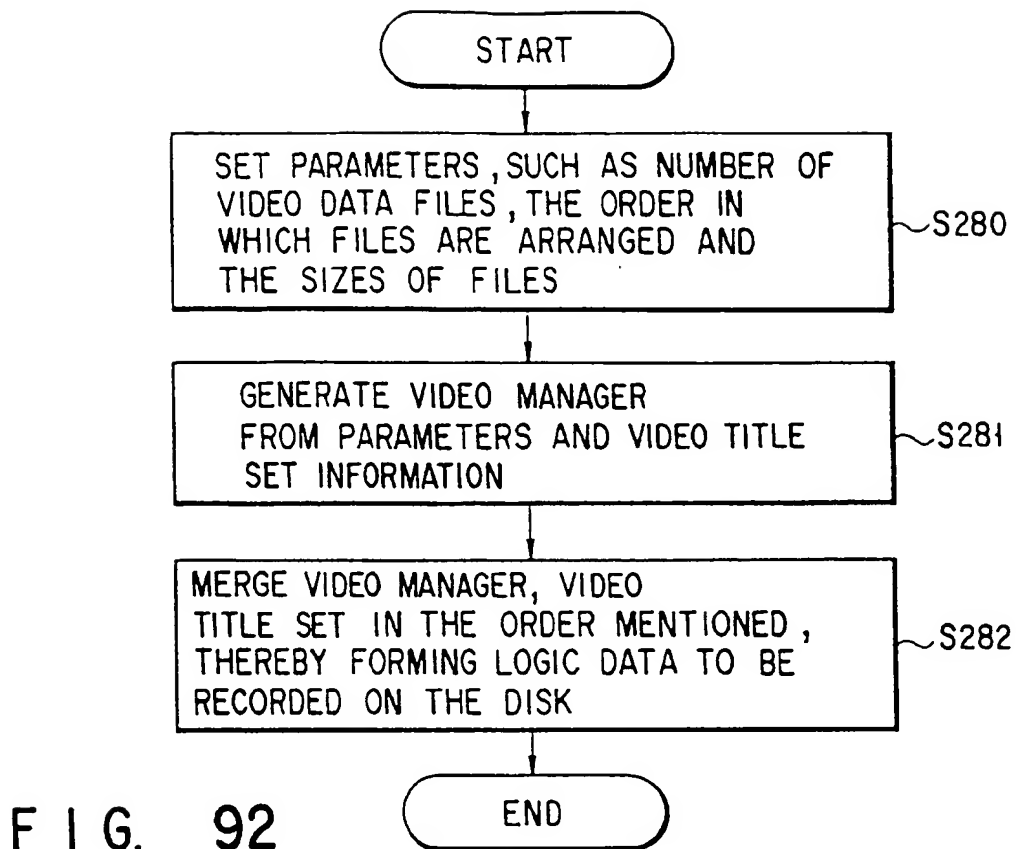 START
SET PARAMETERS, SUCH AS NUMBER OF
VIDEO DATA FILES, THE ORDER IN
WHICH FILES ARE ARRANGED AND
THE SIZES OF FILES
S280
GENERATE VIDEO MANAGER
FROM PARAMETERS AND VIDEO TITLE
SET INFORMATION
S281
MERGE VIDEO MANAGER, VIDEO
TITLE SET IN THE ORDER MENTIONED,
THEREBY FORMING LOGIC DATA TO BE
RECORDED ON THE DISK
S282
END
FIG. 92